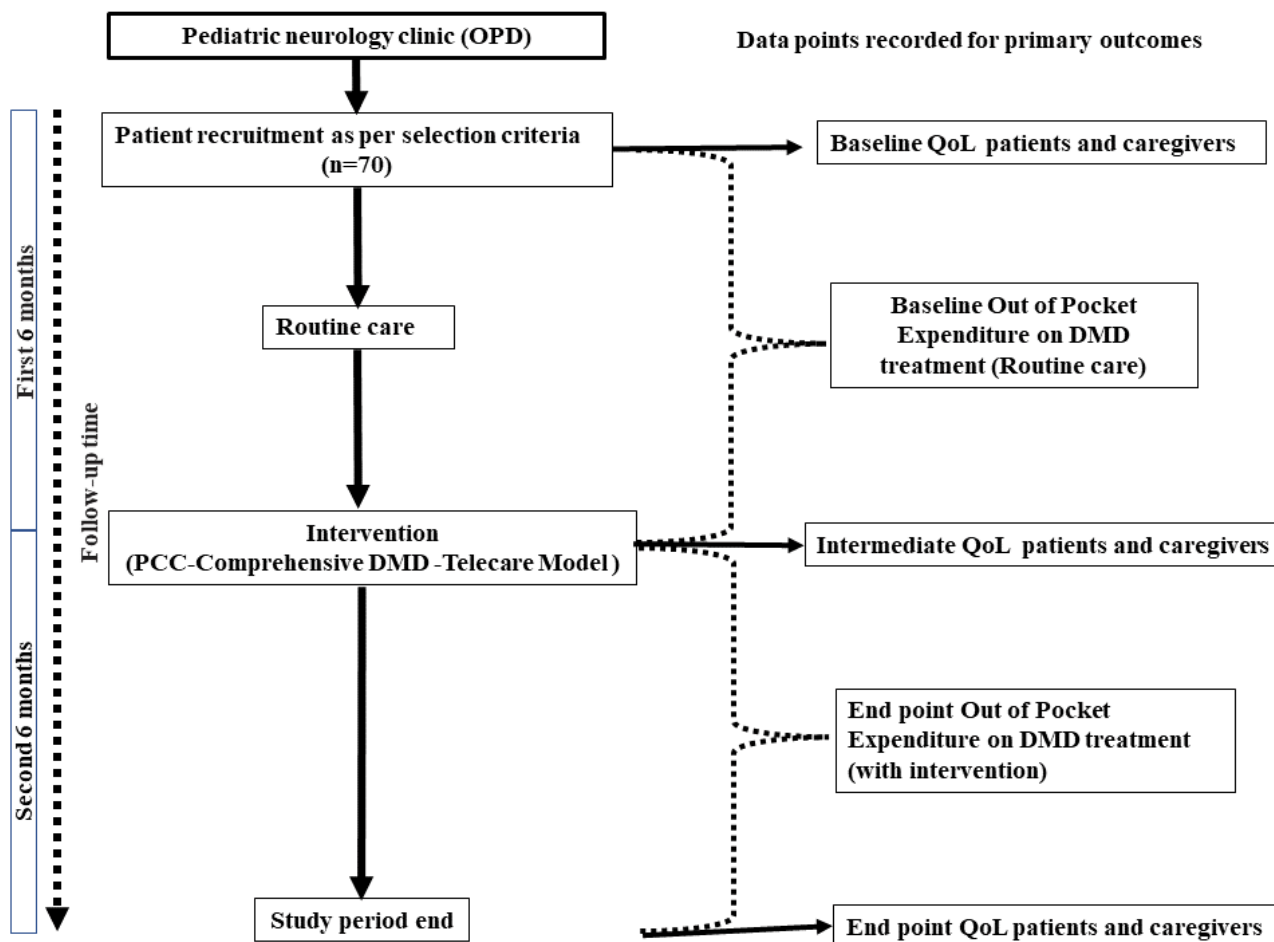 Pediatric neurology clinic (OPD)
Data points recorded for primary outcomes
Patient recruitment as per selection criteria
(n=70)
Baseline QoL patients and caregivers
First 6 months
Follow-up time
Routine care
Baseline Out of Pocket
Expenditure on DMD
treatment (Routine care)
Intervention
(PCC-Comprehensive DMD -Telecare Model)
Intermediate QoL patients and caregivers
Second 6 months
End point Out of Pocket
Expenditure on DMD treatment
(with intervention)
Study period end
End point QoL patients and caregivers